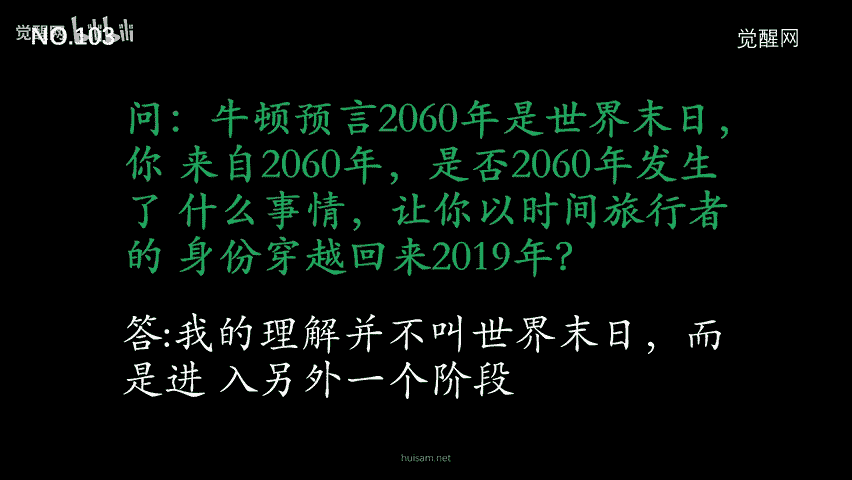 觉醒网 bilibili
NO.103
觉醒网
问： 牛顿预言2060年是世界末日，
你 来自2060年，是否2060年发生
了 什么事情，让你以时间旅行者
的 身份穿越回来2019年？
答:我的理解并不叫世界末日，而
是进 入另外一个阶段
huisam.net